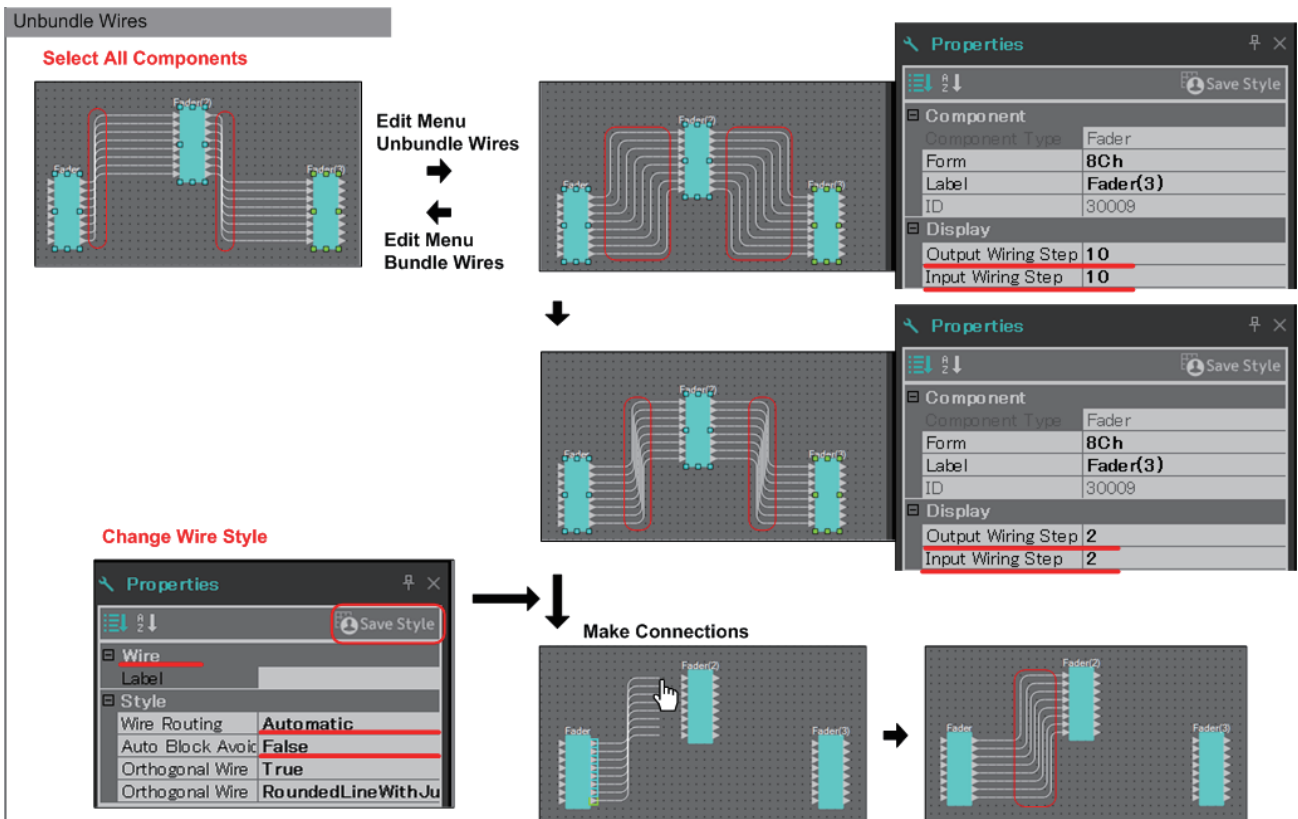 Unbundle Wires
Select All Components
Fader
Fader(2)
Fader(3)
Edit Menu
Unbundle Wires
Edit Menu
Bundle Wires
Fader
Fader(2)
Fader(3)
Properties
Save Style
Component
Component Type Fader
Form 8Ch
Label Fader(3)
ID 30009
Display
Output Wiring Step 10
Input Wiring Step 10
Fader
Fader(2)
Fader(3)
Properties
Save Style
Component
Component Type Fader
Form 8Ch
Label Fader(3)
ID 30009
Display
Output Wiring Step 2
Input Wiring Step 2
Change Wire Style
Properties
Save Style
Wire
Label
Style
Wire Routing Automatic
Auto Block Avoid False
Orthogonal Wire True
Orthogonal Wire RoundedLineWithJu
Make Connections
Fader
Fader(2)
Fader(3)
Fader
Fader(2)
Fader(3)